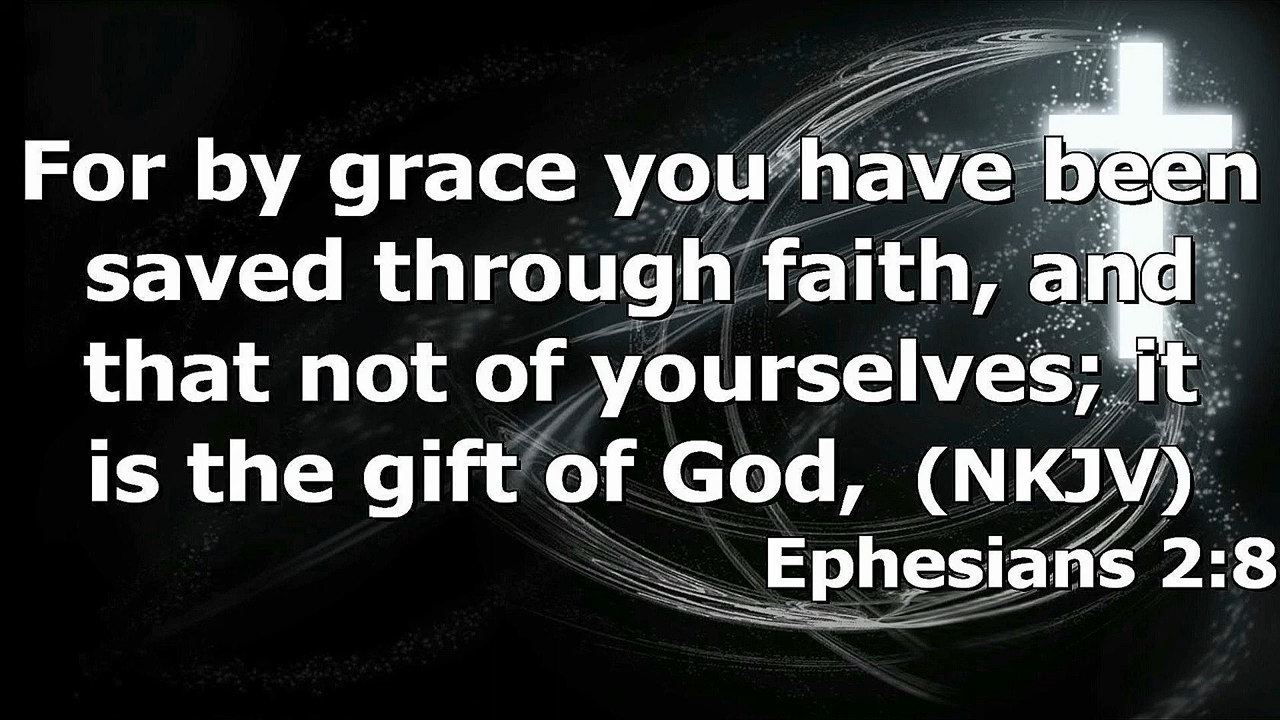 For by grace you have been
saved through faith, and
that not of yourselves; it
is the gift of God, (NKJV)
Ephesians 2:8